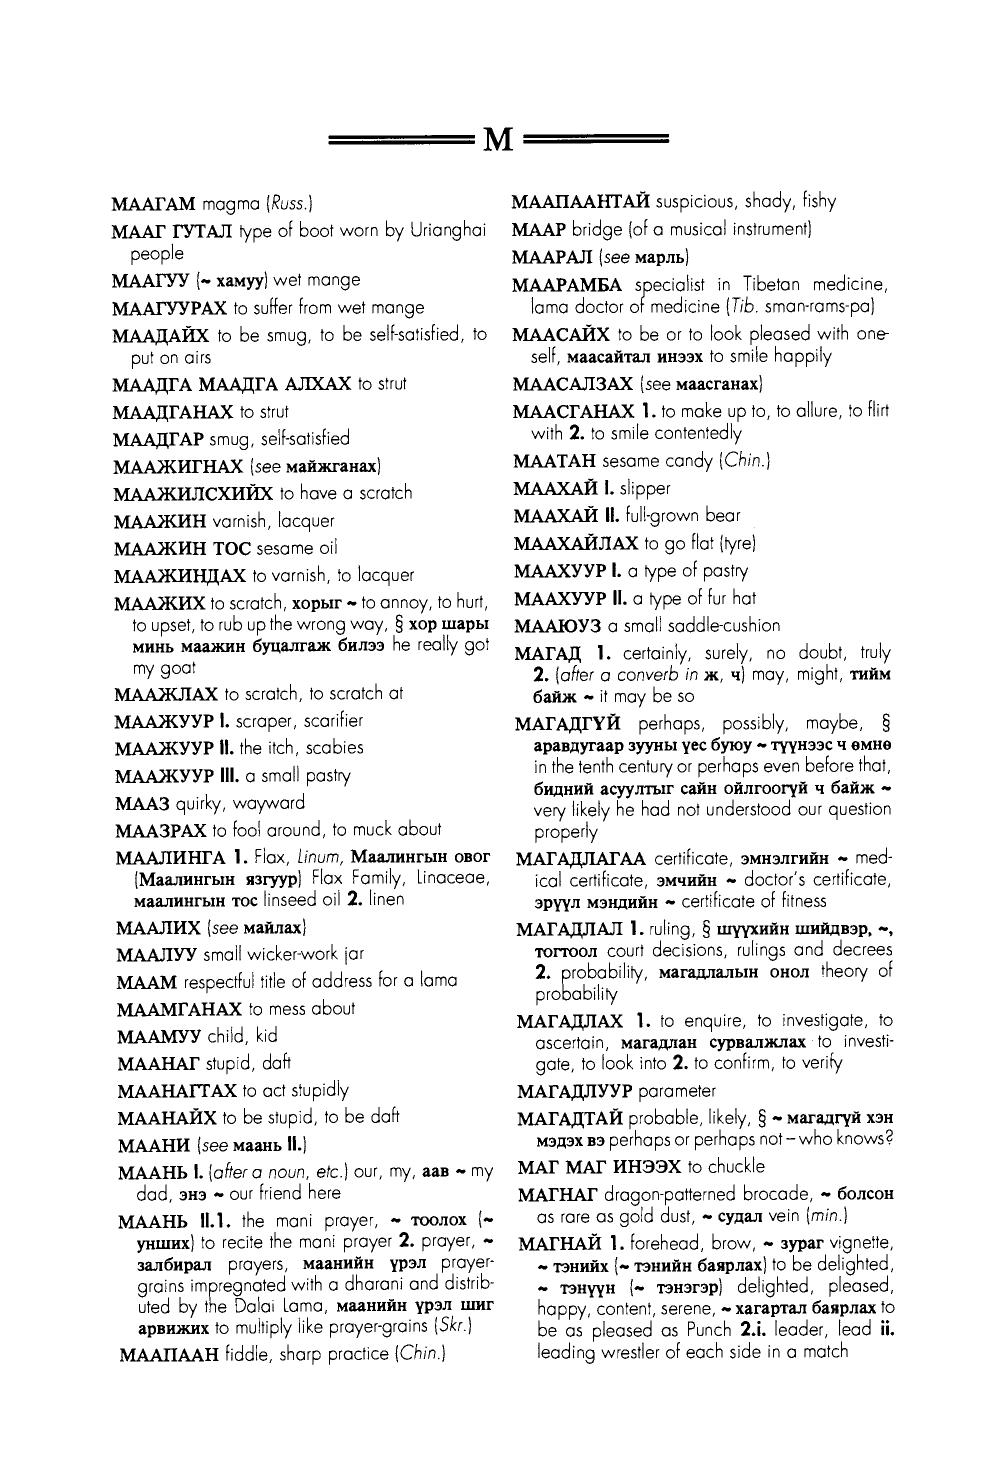 М
МААГАМ magma (Russ.)
МААГ ГУТАЛ type of boot worn by Urianghai
people
МААГУУ (~ хамуу) wet mange
МААГУУРАХ to suffer from wet mange
МААДАЙХ to be smug, to be self-satisfied, to
put on airs
МААДГА МААДГА АЛХАХ to strut
МААДГАНАХ to strut
МААДГАР smug, self-satisfied
МААЖИГНАХ (see майжганах)
МААЖИЛСХИЙХ to have a scratch
МААЖИН varnish, lacquer
МААЖИН ТОС sesame oil
МААЖИНДАХ to varnish, to lacquer
МААЖИХ to scratch, хорыг ~ to annoy, to hurt,
to upset, to rub up the wrong way, § хор шары
минь маажин буцалгаж билээ he really got
my goat
МААЖЛАХ to scratch, to scratch at
МААЖУУР I. scraper, scarifier
МААЖУУР II. the itch, scabies
МААЖУУР III. a small pastry
МААЗ quirky, wayward
МААЗРАХ to fool around, to muck about
МААЛИНГА 1. Flax, Linum, Маалингын овог
(Маалингын язгуур) Flax Family, Linaceae,
маалингын тос linseed oil 2. linen
МААЛИХ (see майлах)
МААЛУУ small wicker-work jar
МААМ respectful title of address for a lama
МААМГАНАХ to mess about
МААМУУ child, kid
МААНАГ stupid, daft
МААНАГТАХ to act stupidly
МААНАЙХ to be stupid, to be daft
МААНИ (see маань II.)
МААНЬ I. (after a noun, etc.) our, my, аав ~ my
dad, энэ ~ our friend here
МААНЬ II.1. the mani prayer, ~ тоолох (~
унших) to recite the mani prayer 2. prayer, ~
залбирал prayers, маанийн үрэл prayer-
grains impregnated with a dharani and distrib-
uted by the Dalai Lama, маанийн үрэл шиг
арвижих to multiply like prayer-grains (Skr.)
МААПААН fiddle, sharp practice (Chin.)
МААПААНТАЙ suspicious, shady, fishy
МААР bridge (of a musical instrument)
МААРАЛ (see марль)
МААРАМБА specialist in Tibetan medicine,
lama doctor of medicine (Tib. sman-rams-pa)
МААСАЙХ to be or to look pleased with one-
self, маасайтал инээх to smile happily
МААСАЛЗАХ (see маасганах)
МААСГАНАХ 1. to make up to, to allure, to flirt
with 2. to smile contentedly
МААТАН sesame candy (Chin.)
МААХАЙ I. slipper
МААХАЙ II. full-grown bear
МААХАЙЛАХ to go flat (tyre)
МААХУУР I. a type of pastry
МААХУУР II. a type of fur hat
МААЮУЗ a small saddle-cushion
МАГАД 1. certainly, surely, no doubt, truly
2. (after a converb in ж, ч) may, might, тийм
байж ~ it may be so
МАГАДГҮЙ perhaps, possibly, maybe, §
аравдугаар зууны үес буюу ~ түүнээс ч өмнө
in the tenth century or perhaps even before that,
бидний асуултыг сайн ойлгоогүй ч байж ~
very likely he had not understood our question
properly
МАГАДЛАГАА certificate, эмнэлгийн ~ med-
ical certificate, эмчийн ~ doctor's certificate,
эрүүл мэндийн ~ certificate of fitness
МАГАДЛАЛ 1. ruling, § шүүхийн шийдвэр, ~,
тогтоол court decisions, rulings and decrees
2. probability, магадлалын онол theory of
probability
МАГАДЛАХ 1. to enquire, to investigate, to
ascertain, магадлан сурвалжлах to investi-
gate, to look into 2. to confirm, to verify
МАГАДЛУУР parameter
МАГАДТАЙ probable, likely, § ~ магадгүй хэн
мэдэх вэ perhaps or perhaps not – who knows?
МАГ МАГ ИНЭЭХ to chuckle
МАГНАГ dragon-patterned brocade, ~ болсон
as rare as gold dust, ~ судал vein (min.)
МАГНАЙ 1. forehead, brow, ~ зураг vignette,
~ тэнийх (~ тэнийн баярлах) to be delighted,
~ тэнүүн (~ тэнэгэр) delighted, pleased,
happy, content, serene, ~ хагартал баярлах to
be as pleased as Punch 2.i. leader, lead ii.
leading wrestler of each side in a match